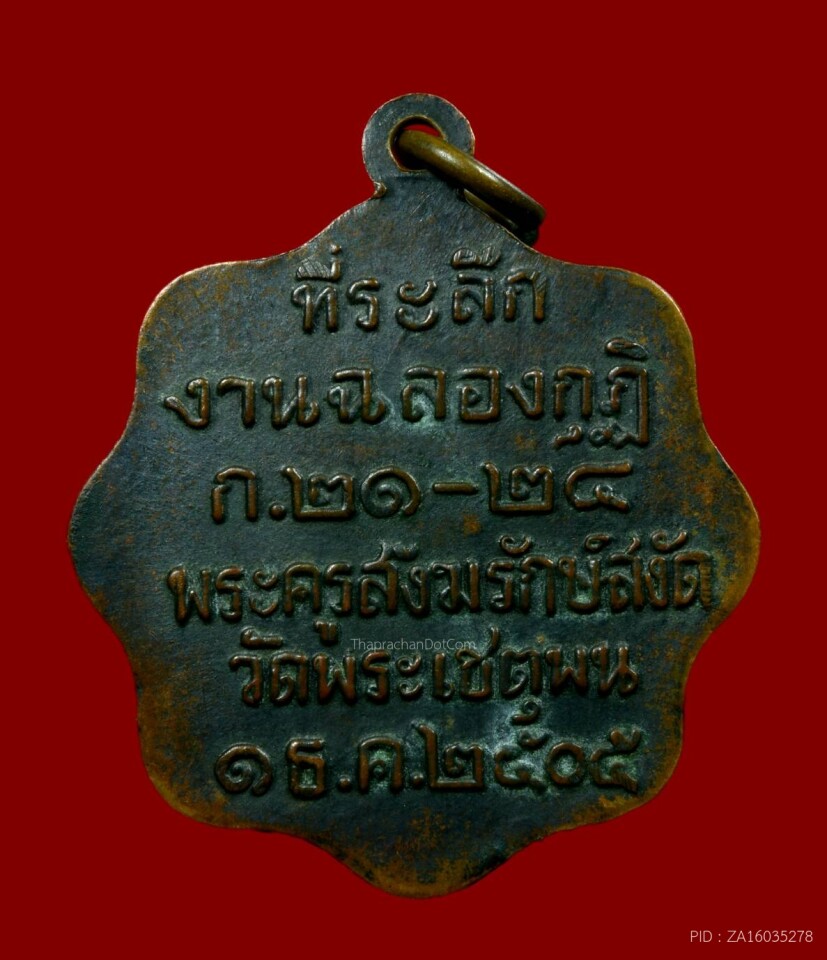 ที่ระลึก
งานฉลองกุฏิ
ก.๒๑-๒๔
พระครูสังฆรักษ์สงัด
ThaprachanDotCom
วัดพระเชตุพน
๑ ธ.ค.๒๕๐๕
PID : ZA16035278